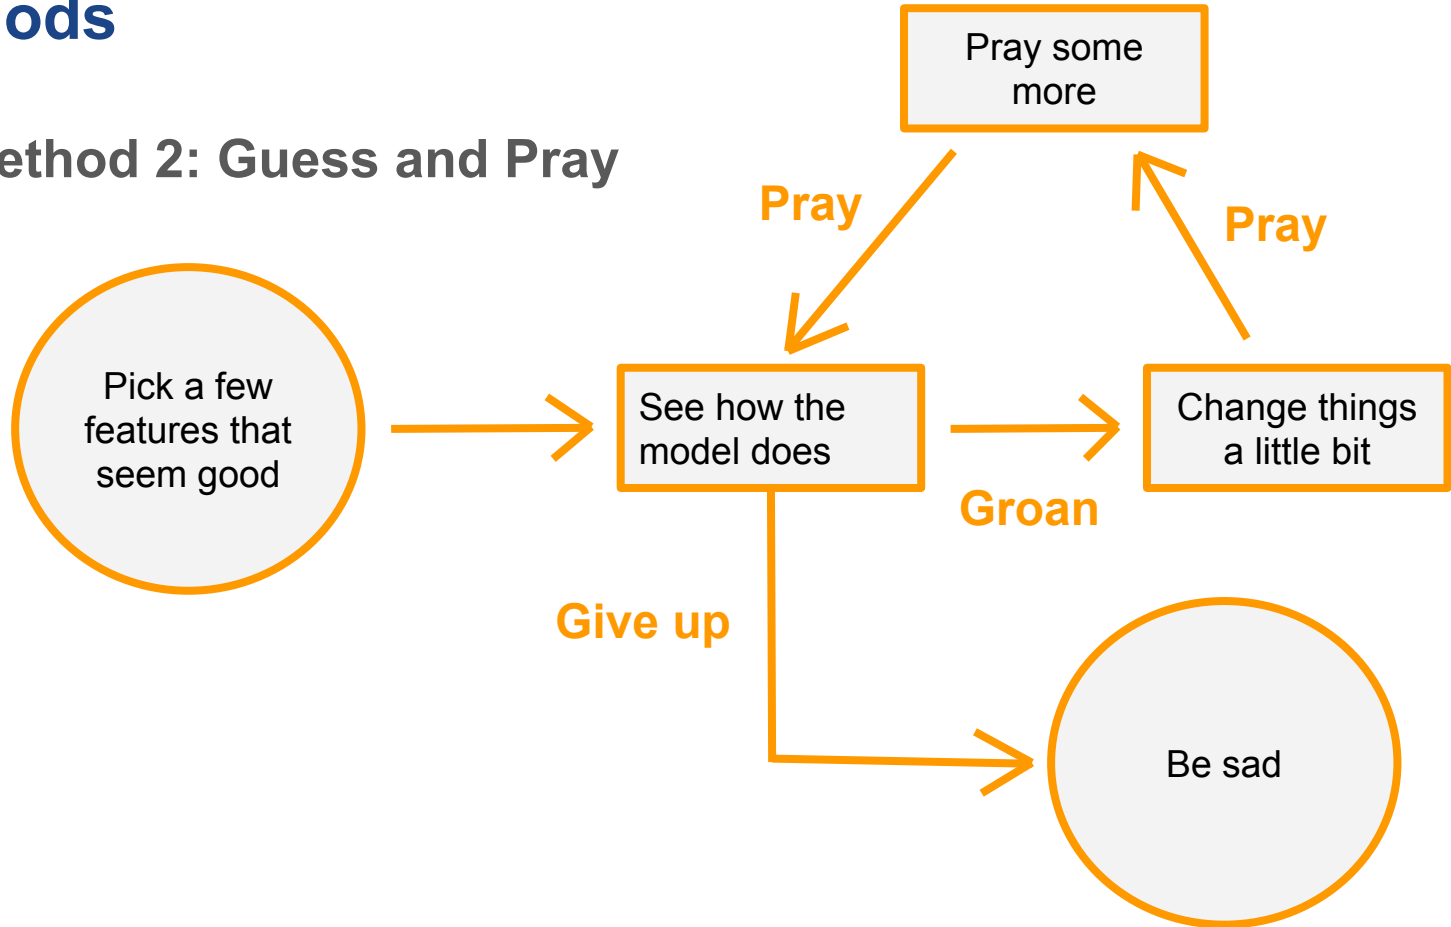 ods
ethod 2: Guess and Pray
Pray some
more
Pray
Pray
Pick a few
features that
seem good
See how the
model does
Groan
Change things
a little bit
Give up
Be sad